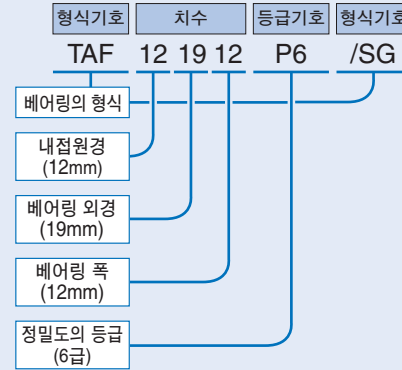 형식기호 치수 등급기호 형식기호
TAF 12 19 12 P6 /SG
베어링의 형식
내접원경
(12mm)
베어링 외경
(19mm)
베어링 폭
(12mm)
정밀도의 등급
(6급)